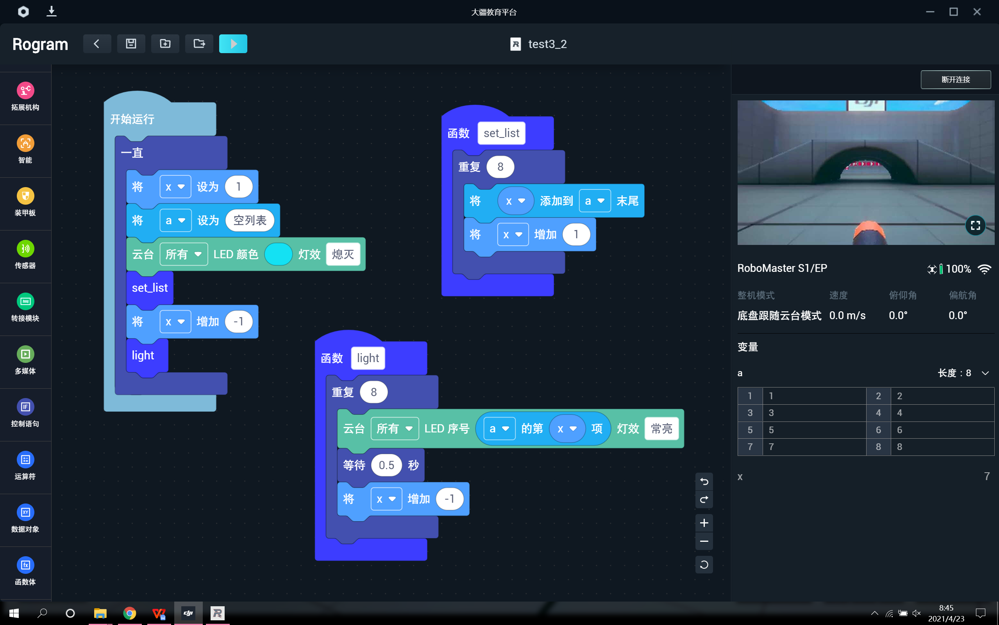 大疆教育平台
Rogram
test3_2
拓展机构
智能
装甲板
传感器
转接模块
多媒体
控制语句
运算符
数据对象
函数体
开始运行
一直
将 x 设为 1
将 a 设为 空列表
云台 所有 LED 颜色 灯效 熄灭
set_list
将 x 增加 -1
light
函数 set_list
重复 8
将 x 添加到 a 末尾
将 x 增加 1
函数 light
重复 8
云台 所有 LED 序号 a 的第 x 项 灯效 常亮
等待 0.5 秒
将 x 增加 -1
断开连接
RoboMaster S1/EP 100%
整机模式 速度 俯仰角 偏航角
底盘跟随云台模式 0.0 m/s 0.0° 0.0°
变量
a 长度：8
1 1 2 2
3 3 4 4
5 5 6 6
7 7 8 8
x 7
8:45
2021/4/23